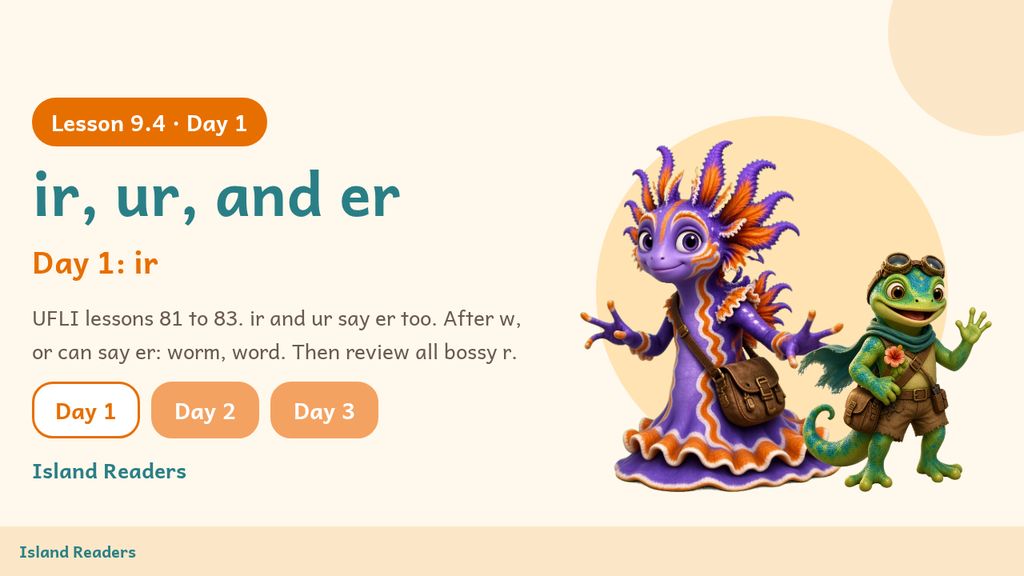 Lesson 9.4 · Day 1
ir, ur, and er
Day 1: ir
UFLI lessons 81 to 83. ir and ur say er too. After w,
or can say er: worm, word. Then review all bossy r.
Day 1 Day 2 Day 3
Island Readers
Island Readers